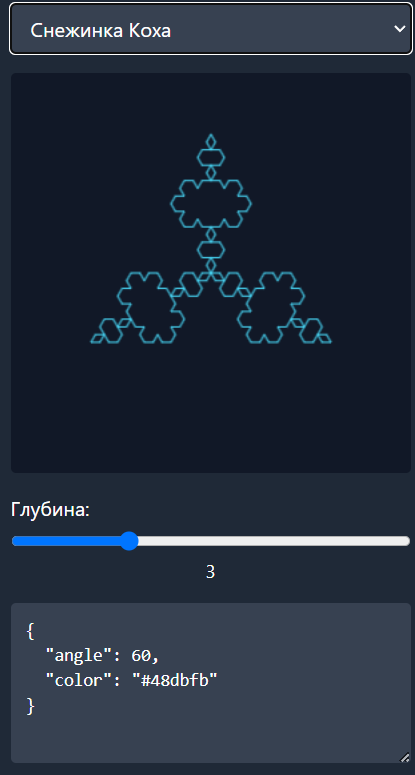 Снежинка Коха
Глубина:
3
{
"angle": 60,
"color": "#48dbfb"
}